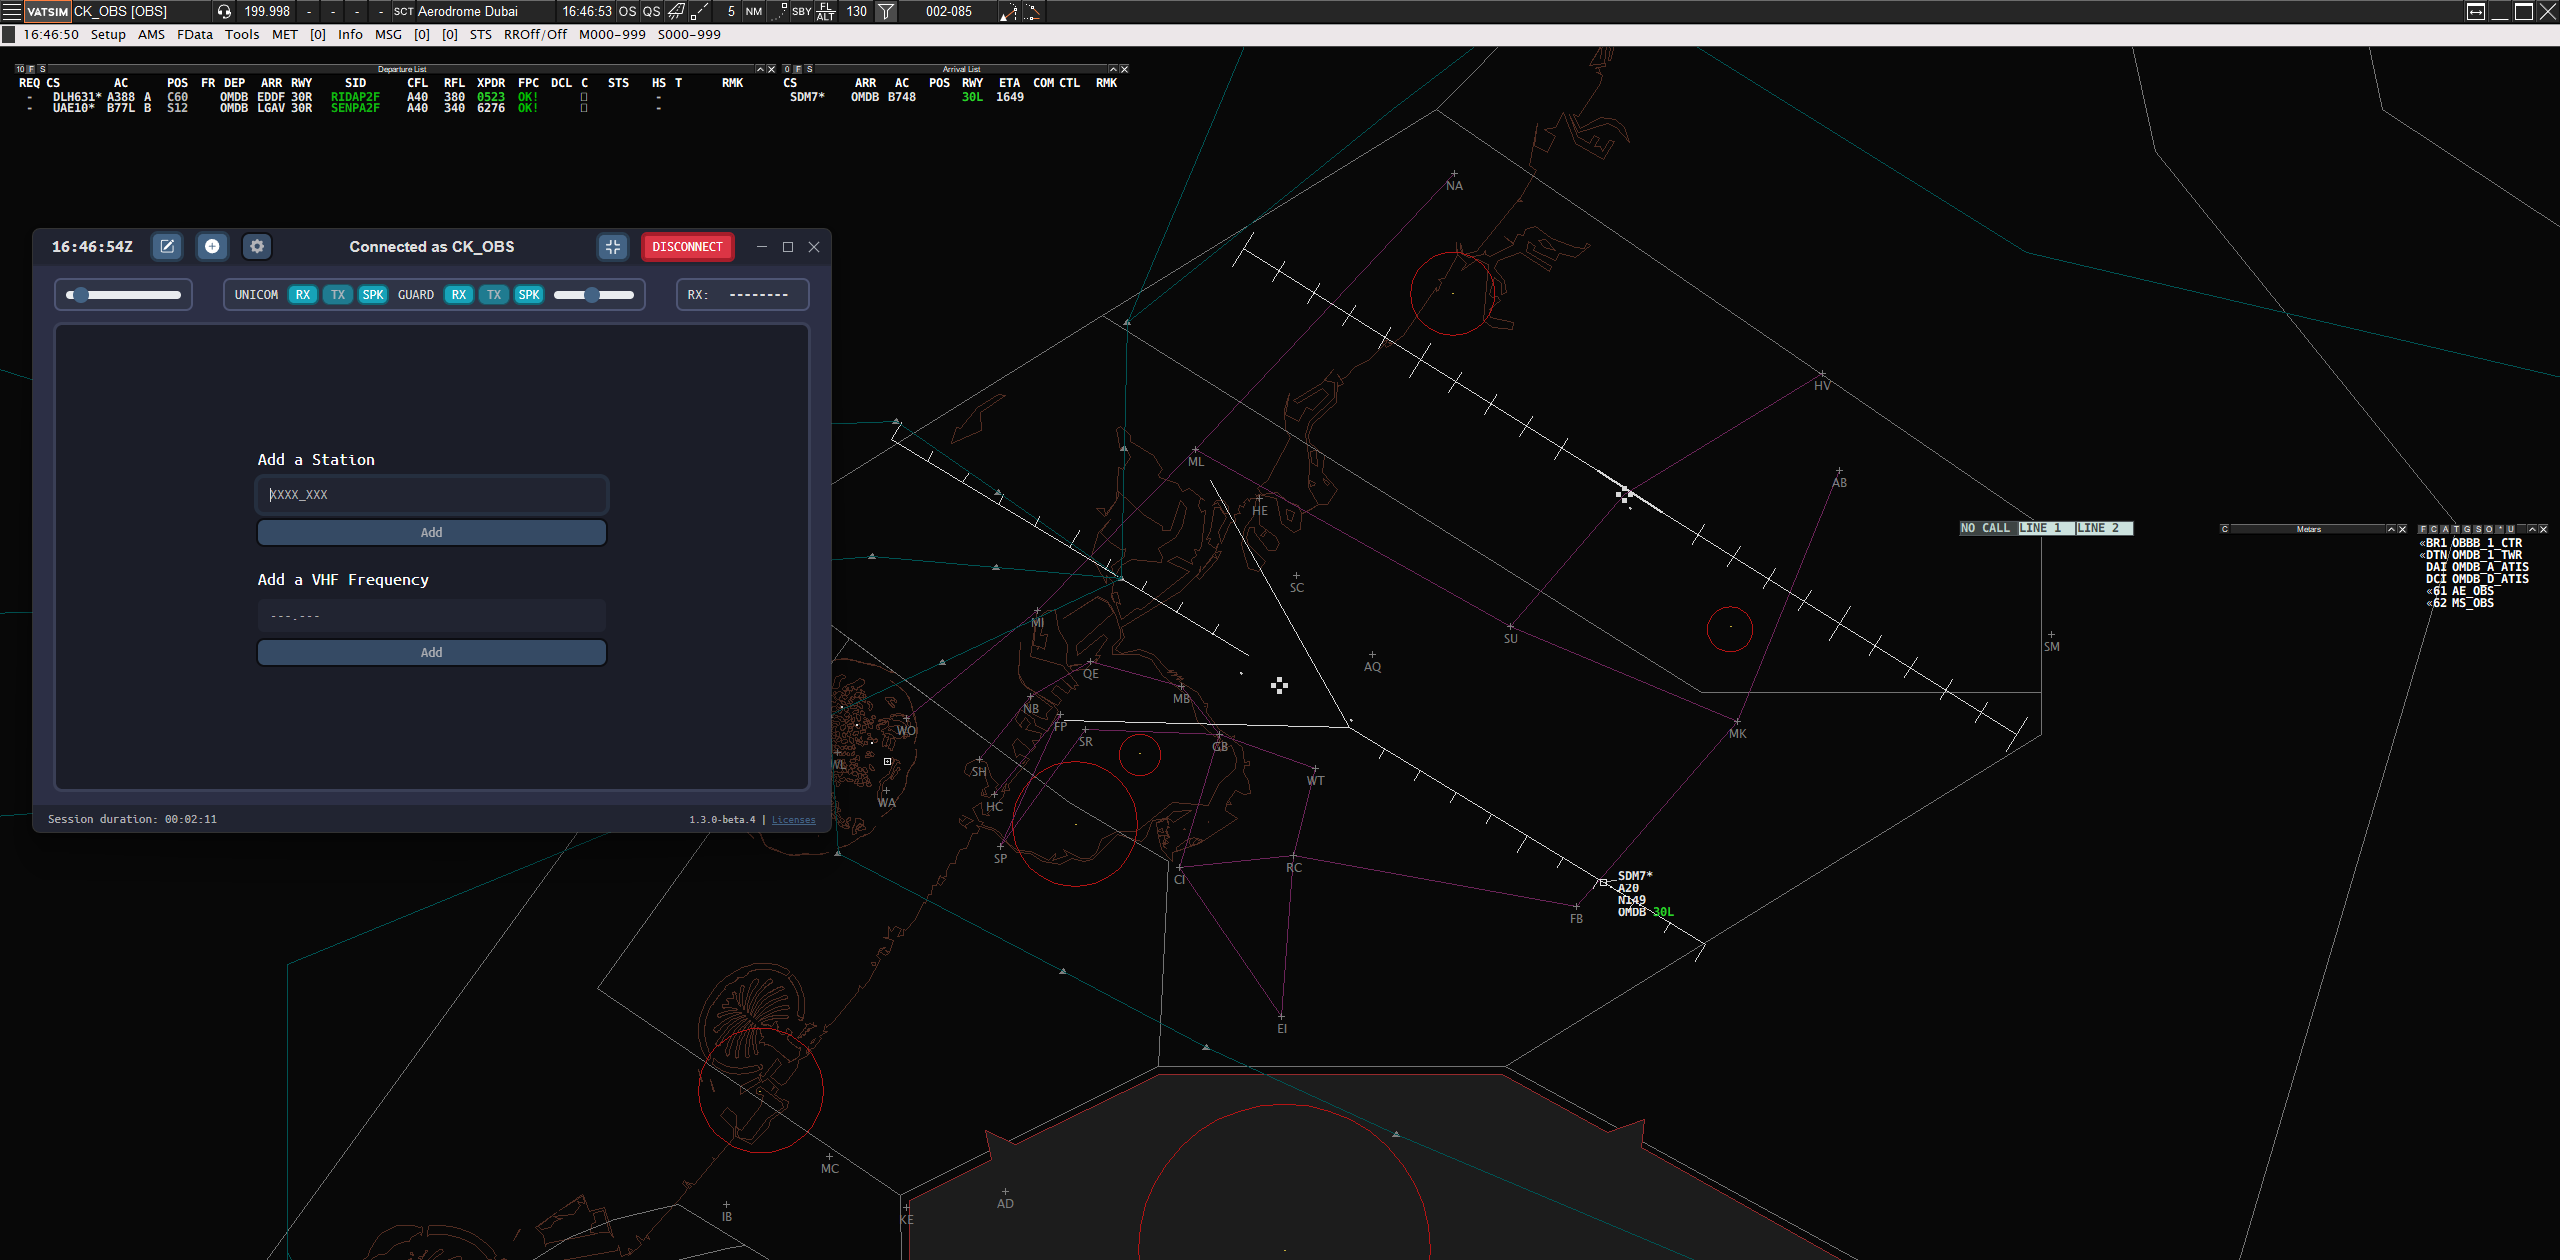 VATSIM CK_OBS [OBS] 199.998 - - - - SCT Aerodrome Dubai 16:46:53 OS QS 5 NM SBY FL ALT 130 002-085
16:46:50 Setup AMS FData Tools MET [0] Info MSG [0] [0] STS RROff/Off M000-999 S000-999
10 F S Departure List
REQ CS AC POS FR DEP ARR RWY SID CFL RFL XPDR FPC DCL C STS HS T RMK
- DLH631* A388 A C60 OMDB EDDF 30R RIDAP2F A40 380 0523 OK! -
- UAE10* B77L B S12 OMDB LGAV 30R SENPA2F A40 340 6276 OK! -
0 F S Arrival List
CS ARR AC POS RWY ETA COM CTL RMK
SDM7* OMDB B748 30L 1649
16:46:54Z Connected as CK_OBS DISCONNECT
UNICOM RX TX SPK GUARD RX TX SPK RX: --------
Add a Station
XXXX_XXX
Add
Add a VHF Frequency
---.---
Add
Session duration: 00:02:11 1.3.0-beta.4 | Licenses
NA
HV
ML
AB
HE
NO CALL LINE 1 LINE 2
C Metars
F C A T G S O * U
«BR1 OBBB_1_CTR
«DTN OMDB_1_TWR
DAI OMDB_A_ATIS
DCI OMDB_D_ATIS
«61 AE_OBS
«62 MS_OBS
SC
MI
SU
SM
AQ
QE
MB
NB
FP
WO
SR
GB
MK
WL
SH
WT
WA
HC
SP
CI
RC
SDM7*
A20
N149
OMDB 30L
FB
EI
MC
AD
IB
KE